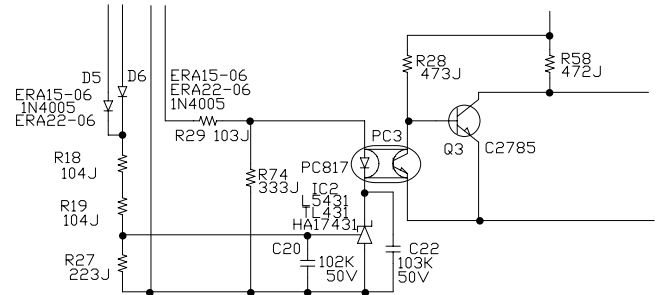 D5
D6
ERA15-06
1N4005
ERA22-06
ERA15-06
ERA22-06
1N4005
R28
473J
R58
472J
R29 103J
PC3
Q3
C2785
R18
104J
R74
333J
PC817
IC2
L5431
TL431
HA17431
R19
104J
R27
223J
C20
102K
50V
C22
103K
50V